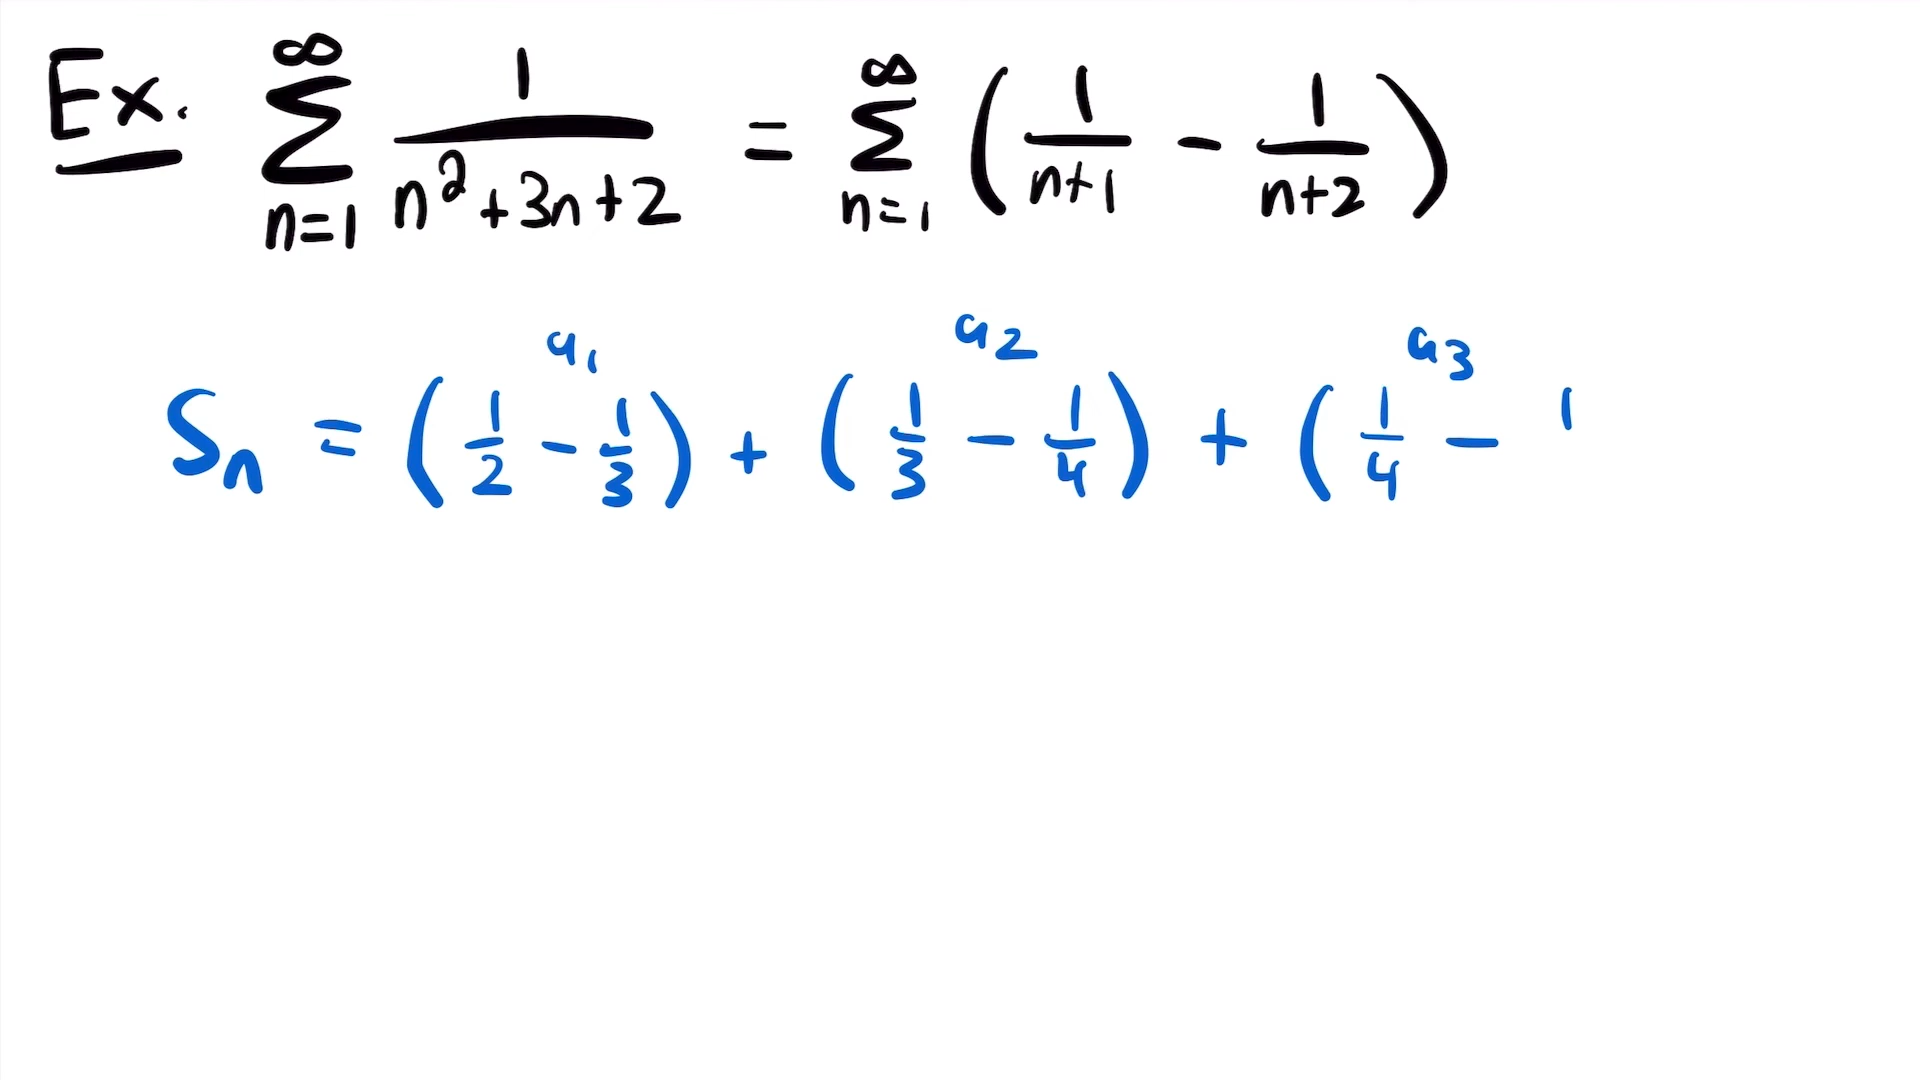 Ex. ∞∑n=1 1/(n²+3n+2) = ∞∑n=1 (1/(n+1) - 1/(n+2))
a₁ a₂ a₃
Sₙ = (1/2 - 1/3) + (1/3 - 1/4) + (1/4 - 1